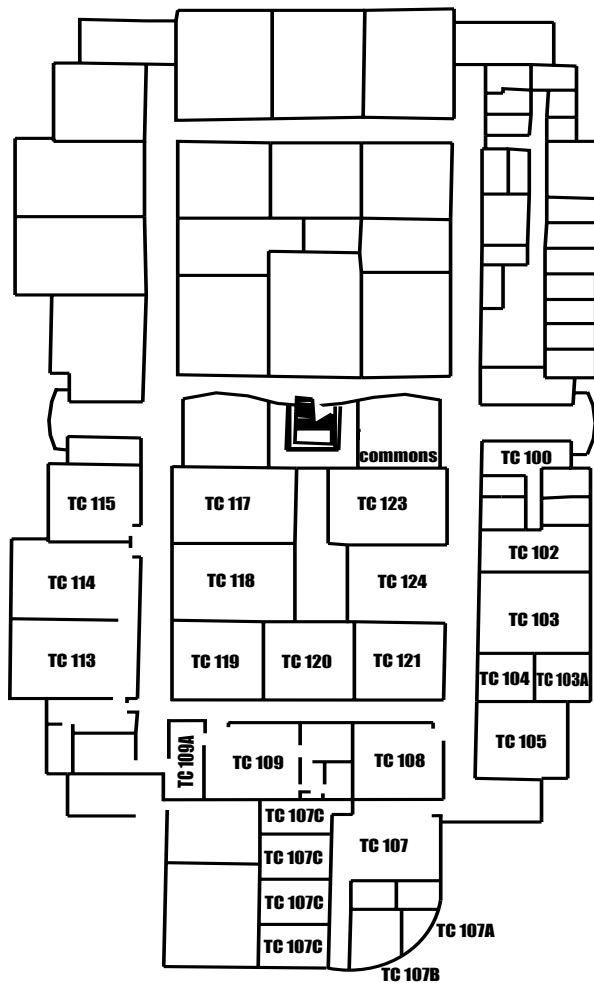 commons
TC 100
TC 115
TC 117
TC 123
TC 102
TC 114
TC 118
TC 124
TC 103
TC 113
TC 119
TC 120
TC 121
TC 104
TC 103A
TC 105
TC 109A
TC 109
TC 108
TC 107C
TC 107
TC 107C
TC 107C
TC 107A
TC 107C
TC 107B